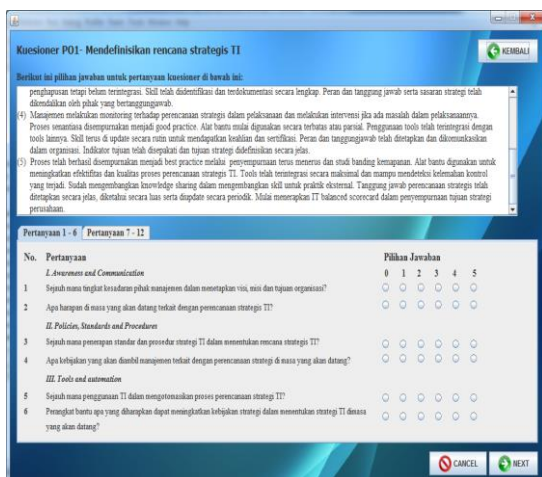 Kuesioner PO1- Mendefinisikan rencana strategis TI
KEMBALI
Berikut ini pilihan jawaban untuk pertanyaan kuesioner di bawah ini:
penghapusan tetapi belum terintegrasi. Skill telah diidentifikasi dan terdokumentasi secara lengkap. Peran dan tanggung jawab serta sasaran strategi telah
dikendalikan oleh pihak yang bertanggungjawab.
(4) Manajemen melakukan monitoring terhadap perencanaan strategis dalam pelaksanaan dan melakukan intervensi jika ada masalah dalam pelaksanaannya.
Proses senantiasa disempurnakan menjadi good practice. Alat bantu mulai digunakan secara terbatas atau parsial. Penggunaan tools telah terintegrasi dengan
tools lainnya. Skill terus di update secara rutin untuk mendapatkan keahlian dan sertifikasi. Peran dan tanggungjawab telah ditetapkan dan dikomunikasikan
dalam organisasi. Indikator tujuan telah disepakati dan tujuan strategi didefinisikan secara jelas.
(5) Proses telah berhasil disempurnakan menjadi best practice melalui penyempurnaan terus menerus dan studi banding kemapanan. Alat bantu digunakan untuk
meningkatkan efektifitas dan kualitas proses perencanaan strategis TI. Tools telah terintegrasi secara maksimal dan mampu mendeteksi kelemahan kontrol
yang terjadi. Sudah mengembangkan knowledge sharing dalam mengembangkan skill untuk praktik eksternal. Tanggung jawab perencanaan strategis telah
ditetapkan secara jelas, diketahui secara luas serta diupdate secara periodik. Mulai menerapkan IT balanced scorecard dalam penyempurnaan tujuan strategi
perusahaan.
Pertanyaan 1 - 6 Pertanyaan 7 - 12
No. Pertanyaan Pilihan Jawaban
I. Awareness and Communication 0 1 2 3 4 5
1 Sejauh mana tingkat kesadaran pihak manajemen dalam menetapkan visi, misi dan tujuan organisasi?
2 Apa harapan di masa yang akan datang terkait dengan perencanaan strategis TI?
II. Policies, Standards and Procedures
3 Sejauh mana penerapan standar dan prosedur strategi TI dalam menentukan rencana strategis TI?
4 Apa kebijakan yang akan diambil manajemen terkait dengan perencanaan strategi di masa yang akan datang?
III. Tools and automation
5 Sejauh mana penggunaan TI dalam mengotomasikan proses perencanaan strategi TI?
6 Perangkat bantu apa yang diharapkan dapat meningkatkan kebijakan strategi dalam menentukan strategi TI dimasa
yang akan datang?
CANCEL NEXT